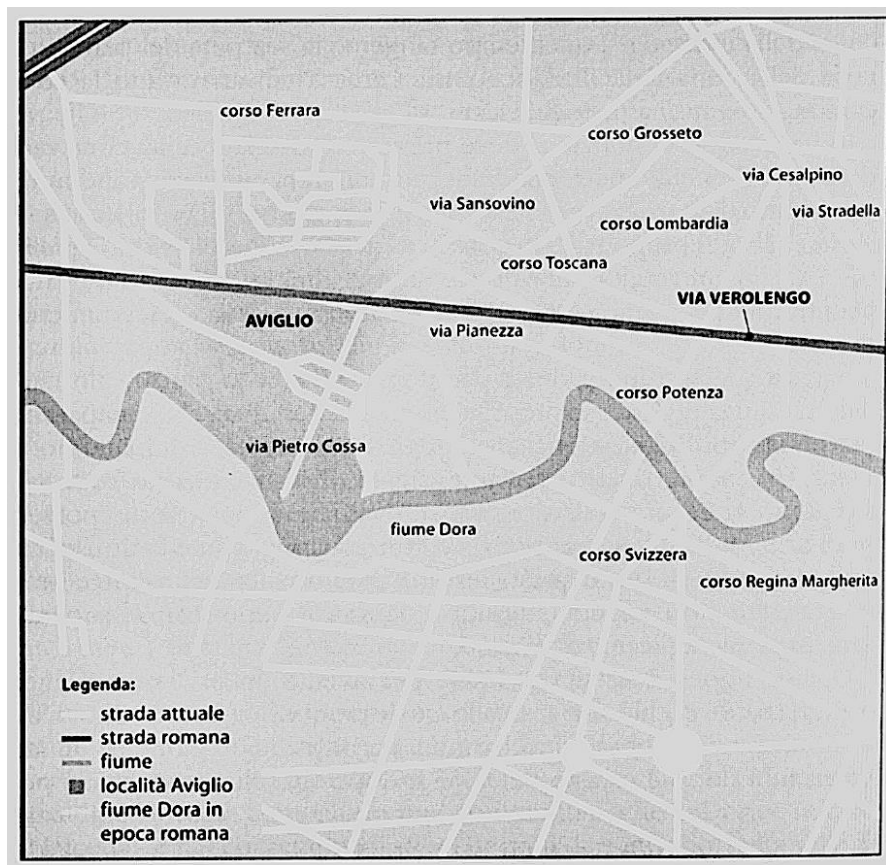 corso Ferrara
corso Grosseto
via Cesalpino
via Sansovino
via Stradella
corso Lombardia
corso Toscana
VIA VEROLENGO
AVIGLIO
via Pianezza
corso Potenza
via Pietro Cossa
fiume Dora
corso Svizzera
corso Regina Margherita
Legenda:
strada attuale
strada romana
fiume
località Aviglio
fiume Dora in
epoca romana